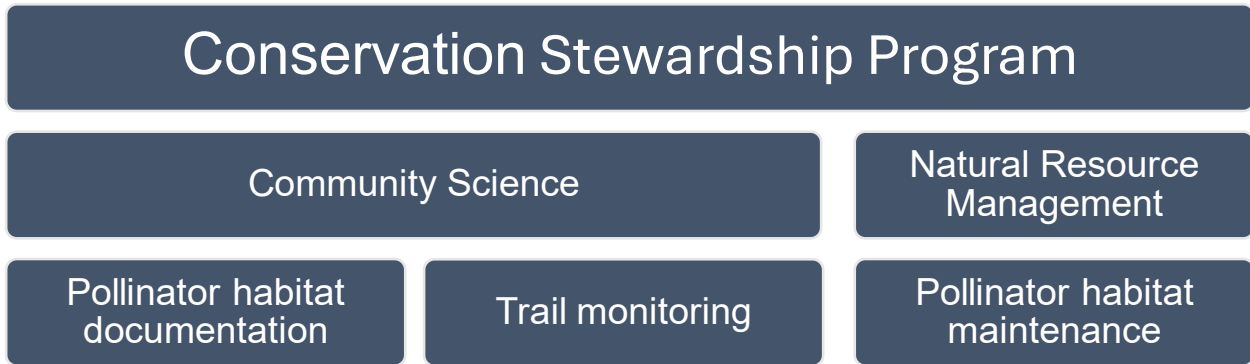 Conservation Stewardship Program
Community Science
Natural Resource
Management
Pollinator habitat
documentation
Trail monitoring
Pollinator habitat
maintenance